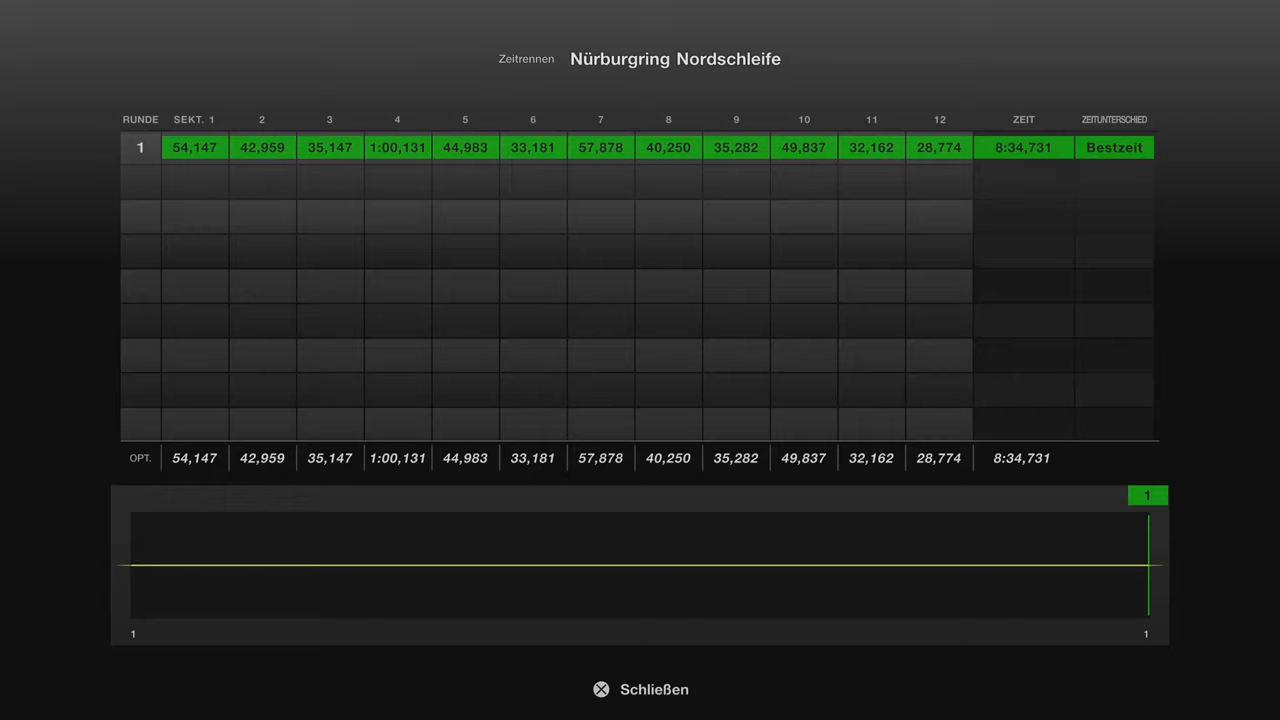 Zeitrennen Nürburgring Nordschleife
RUNDE SEKT. 1 2 3 4 5 6 7 8 9 10 11 12 ZEIT ZEITUNTERSCHIED
1 54,147 42,959 35,147 1:00,131 44,983 33,181 57,878 40,250 35,282 49,837 32,162 28,774 8:34,731 Bestzeit
OPT. 54,147 42,959 35,147 1:00,131 44,983 33,181 57,878 40,250 35,282 49,837 32,162 28,774 8:34,731
1
1 1
Schließen